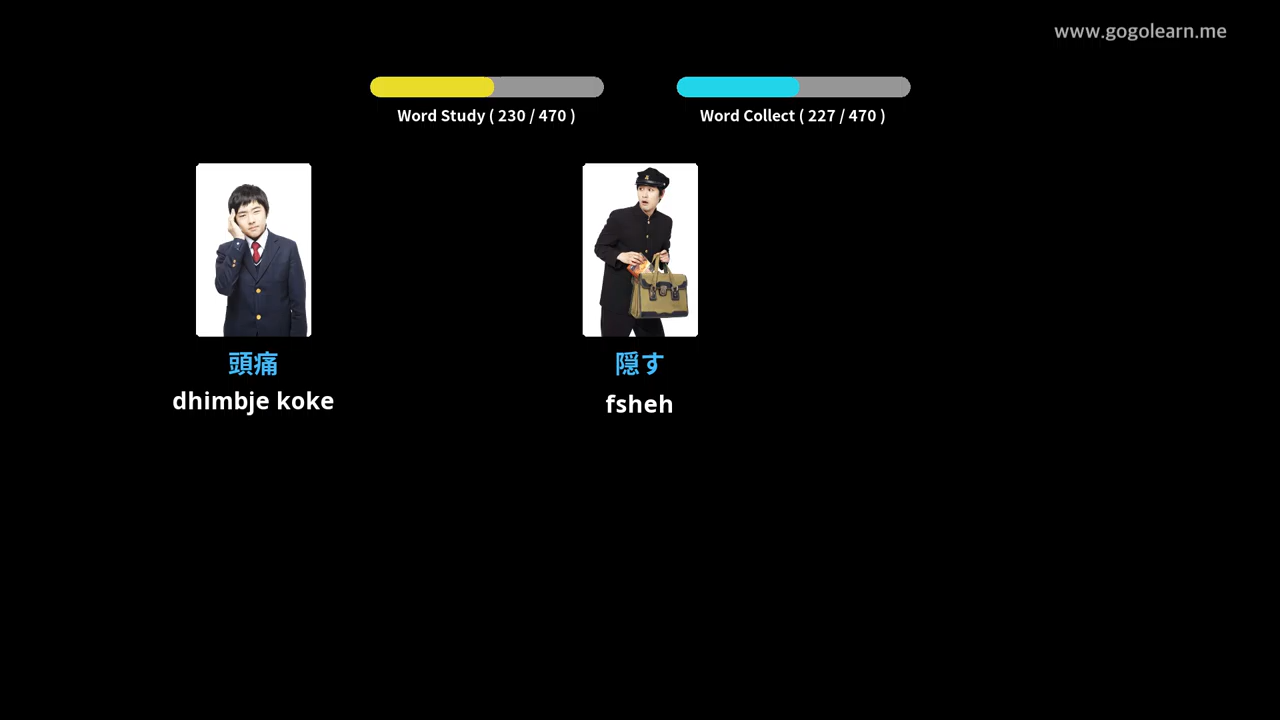 www.gogolearn.me
Word Study ( 230 / 470 )
Word Collect ( 227 / 470 )
頭痛
dhimbje koke
隠す
fsheh